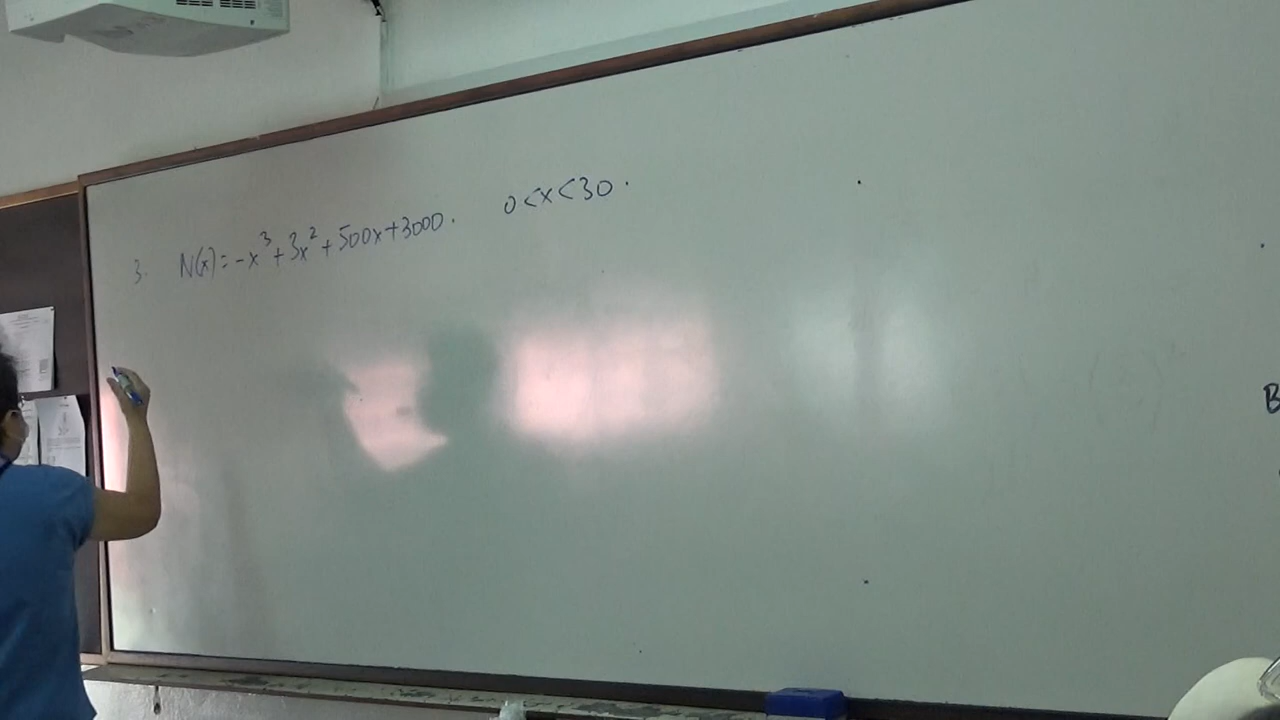 3. N(x) = -x³ + 3x² + 500x + 3000. 0 < x < 30.
B